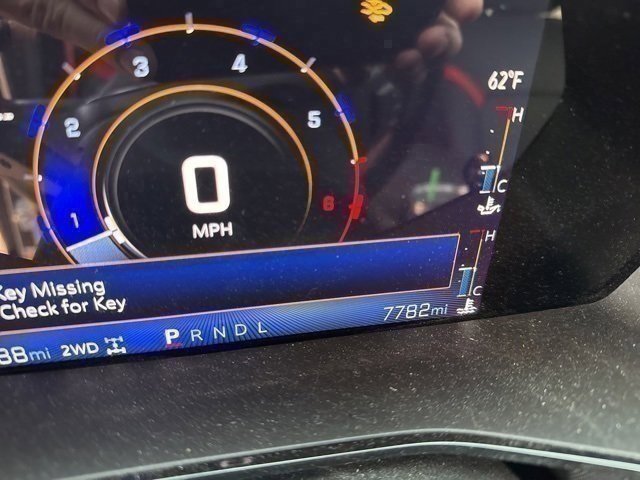 3 4
62°F
H
2 5
0
C
6
MPH
1
H
Key Missing
Check for Key
C
7782mi
P R N D L
88mi 2WD